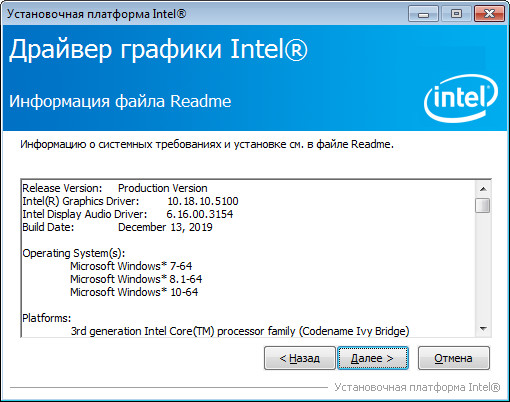 Установочная платформа Intel®
Драйвер графики Intel®
Информация файла Readme
intel
Информацию о системных требованиях и установке см. в файле Readme.
Release Version: Production Version
Intel(R) Graphics Driver: 10.18.10.5100
Intel Display Audio Driver: 6.16.00.3154
Build Date: December 13, 2019
Operating System(s):
Microsoft Windows* 7-64
Microsoft Windows* 8.1-64
Microsoft Windows* 10-64
Platforms:
3rd generation Intel Core(TM) processor family (Codename Ivy Bridge)
< Назад Далее > Отмена
Установочная платформа Intel®